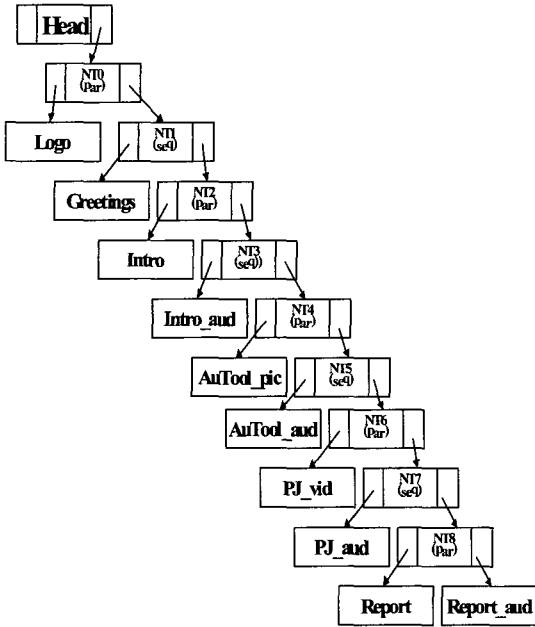 Head
NT0
(par)
Logo
NT1
(seq)
Greetings
NT2
(par)
Intro
NT3
(seq))
Intro_aud
NT4
(par)
AuTool_pic
NT5
(seq)
AuTool_aud
NT6
(par)
PJ_vid
NT7
(seq)
PJ_aud
NT8
(par)
Report
Report_aud